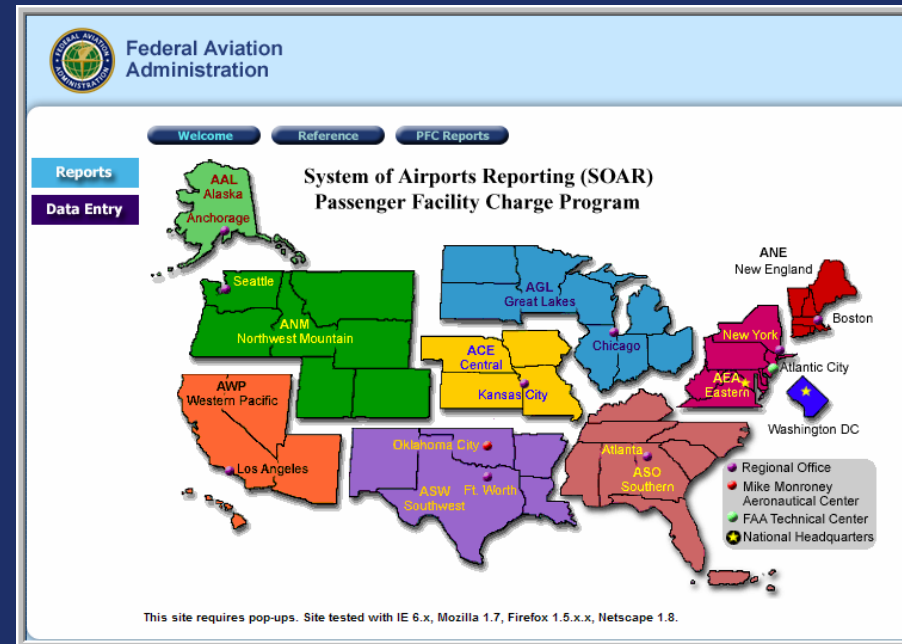 Federal Aviation
Administration
Welcome
Reference
PFC Reports
Reports
Data Entry
System of Airports Reporting (SOAR)
Passenger Facility Charge Program
AAL
Alaska
Anchorage
Seattle
ANM
Northwest Mountain
AGL
Great Lakes
Chicago
ANE
New England
Boston
New York
Atlantic City
AEA
Eastern
Washington DC
ACE
Central
Kansas City
AWP
Western Pacific
Los Angeles
Oklahoma City
Ft. Worth
ASW
Southwest
Atlanta
ASO
Southern
Regional Office
Mike Monroney
Aeronautical Center
FAA Technical Center
National Headquarters
This site requires pop-ups. Site tested with IE 6.x, Mozilla 1.7, Firefox 1.5.x.x, Netscape 1.8.